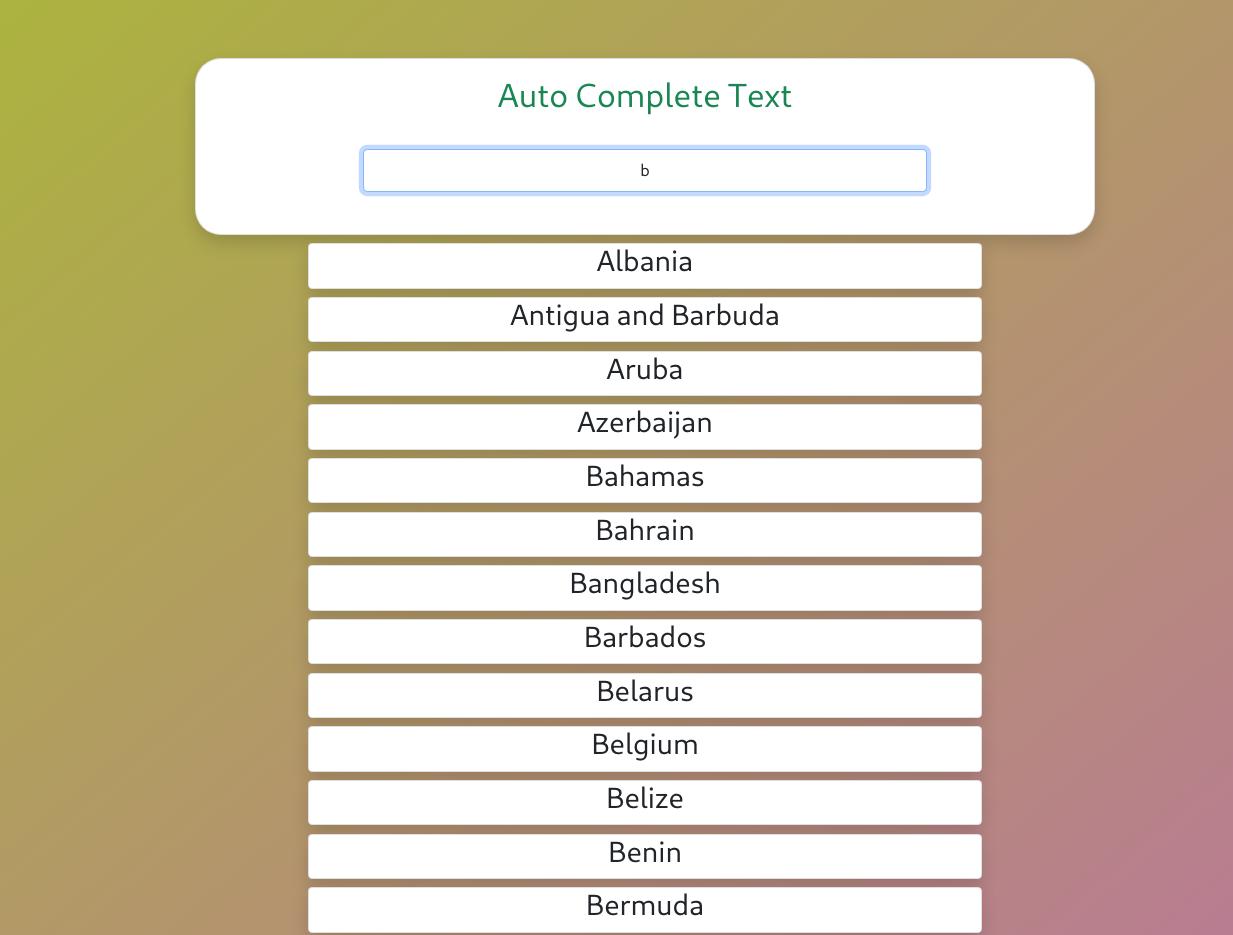 Auto Complete Text
b
Albania
Antigua and Barbuda
Aruba
Azerbaijan
Bahamas
Bahrain
Bangladesh
Barbados
Belarus
Belgium
Belize
Benin
Bermuda